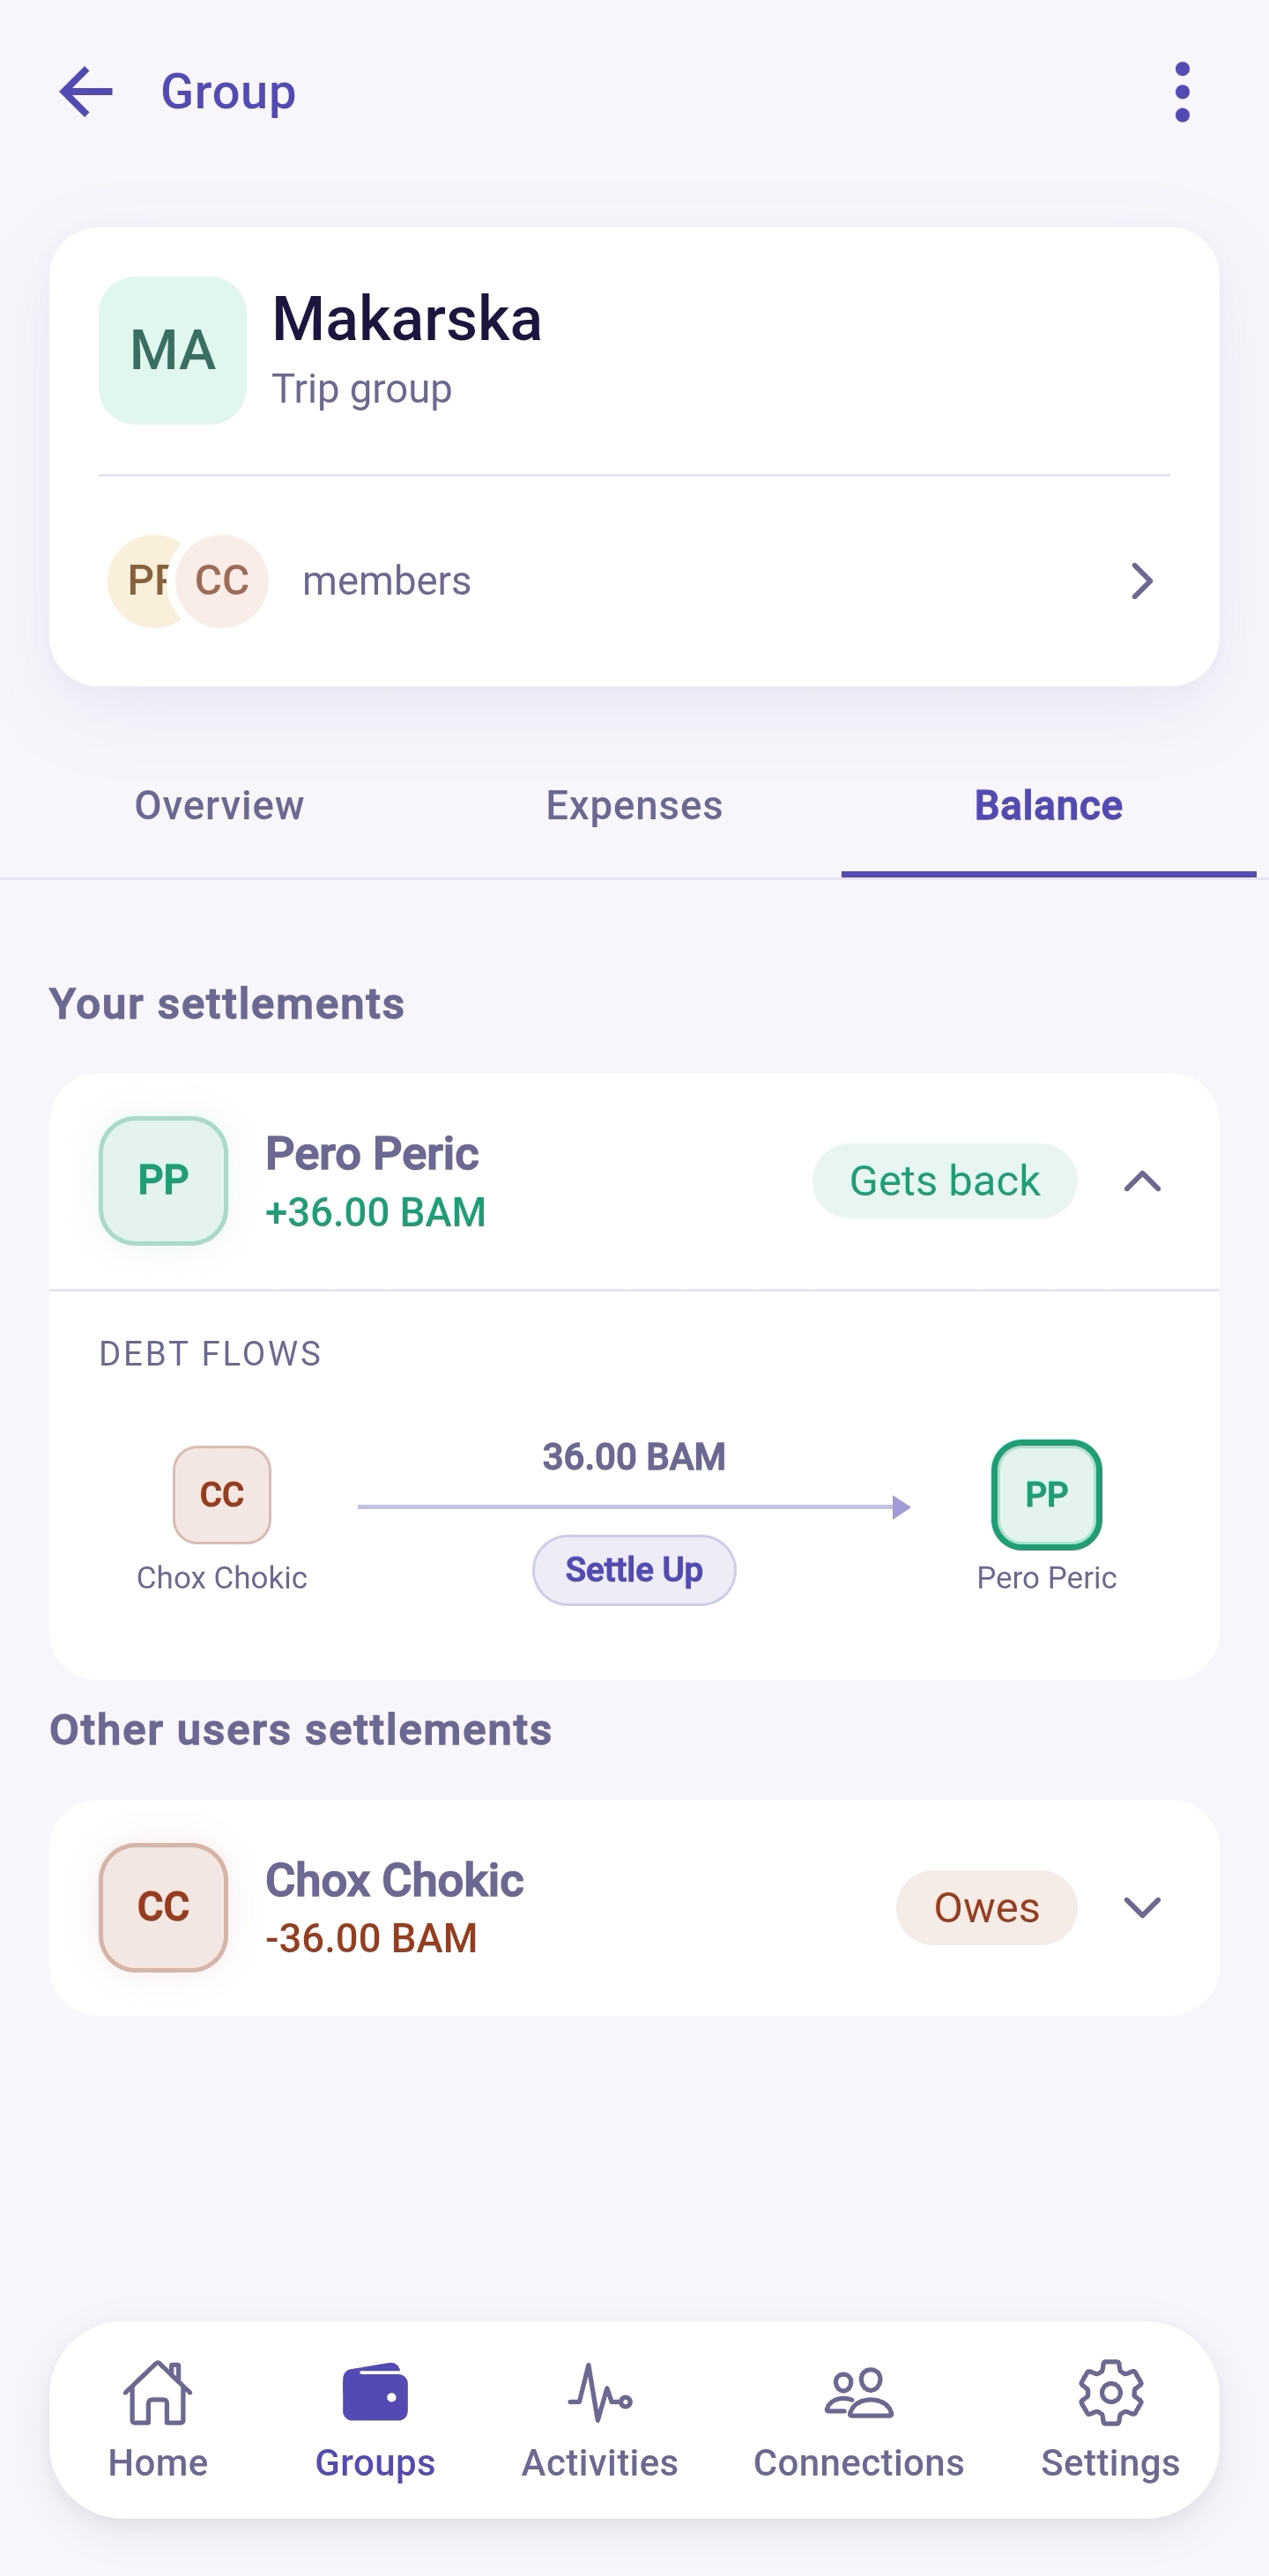 Group
MA
Makarska
Trip group
CC
members
Overview
Expenses
Balance
Your settlements
PP
Pero Peric
+36.00 BAM
Gets back
DEBT FLOWS
CC
36.00 BAM
PP
Settle Up
Chox Chokic
Pero Peric
Other users settlements
CC
Chox Chokic
-36.00 BAM
Owes
Home
Groups
Activities
Connections
Settings